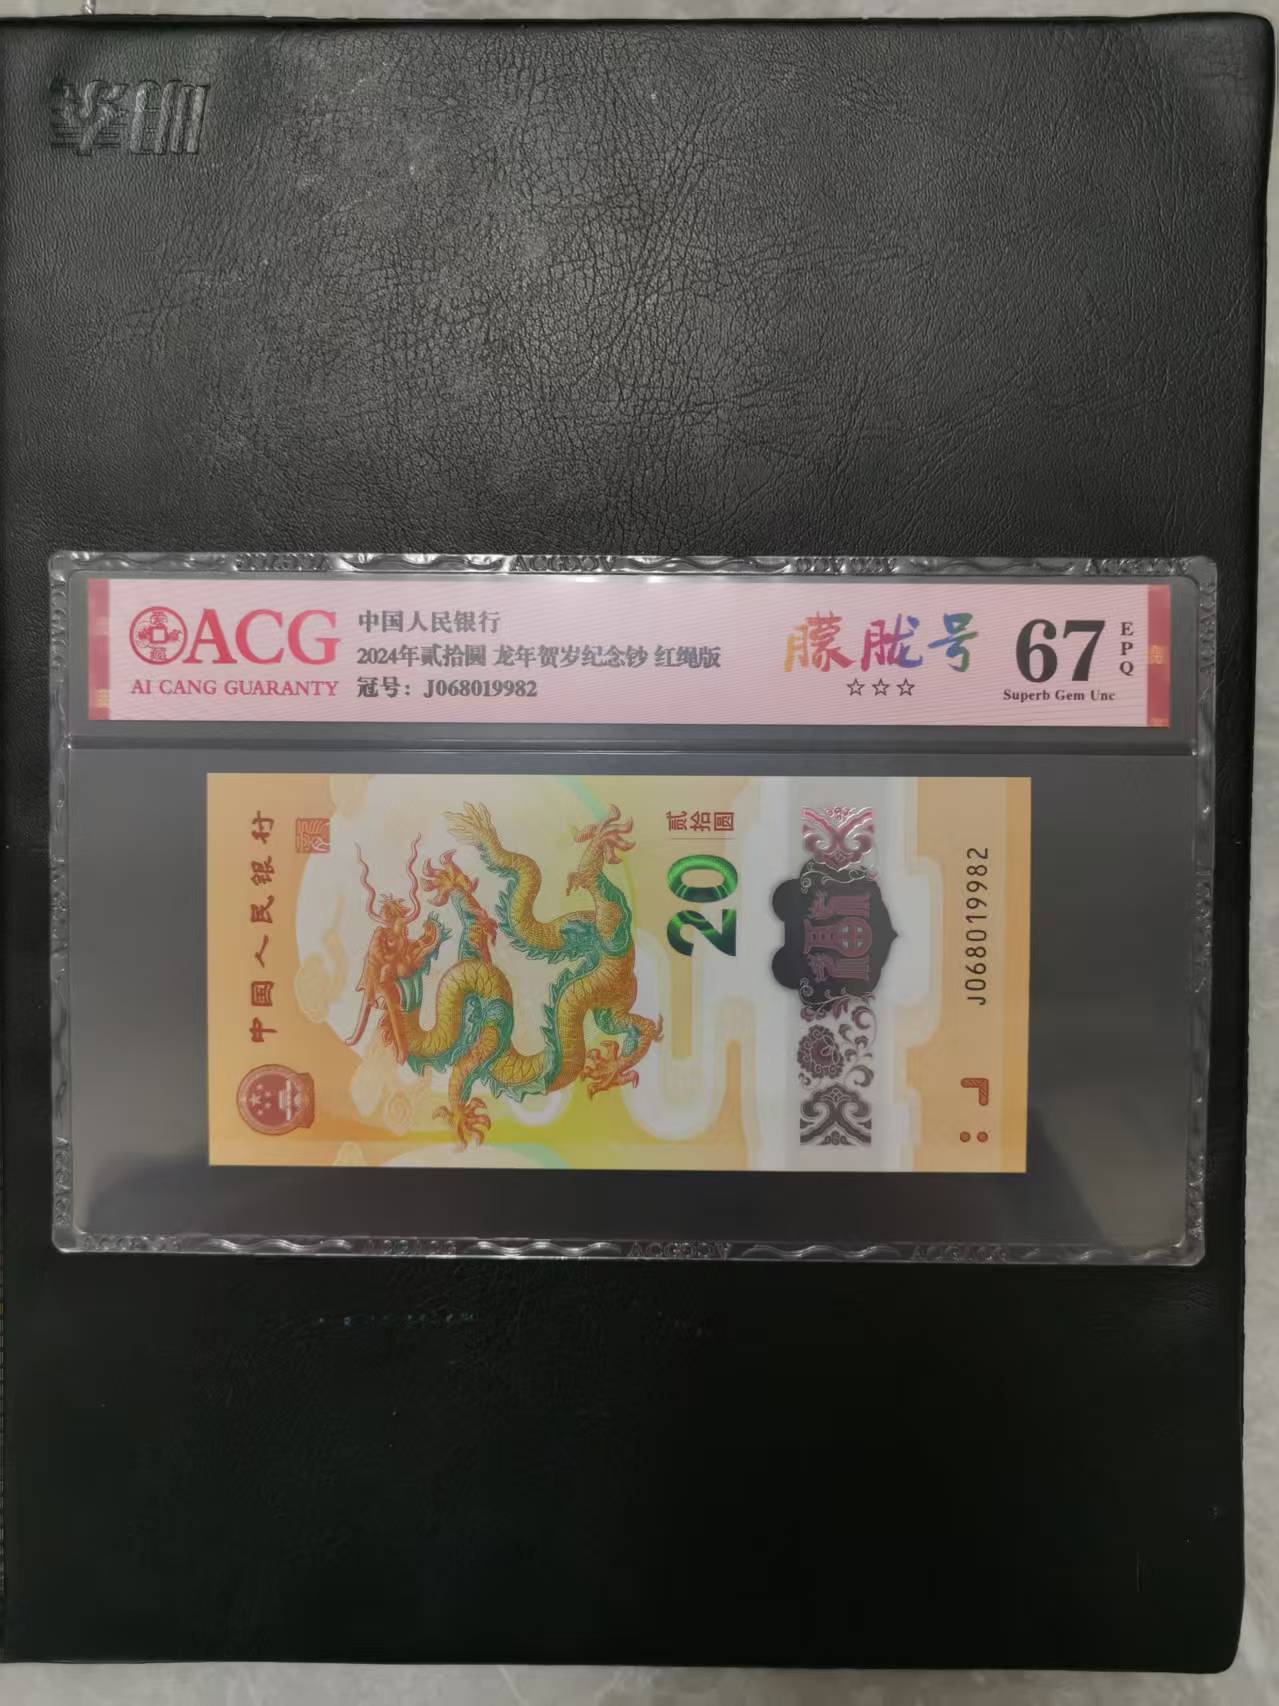 ACG
AI CANG GUARANTY
中国人民银行
2024年贰拾圆 龙年贺岁纪念钞 红绳版
冠号：J068019982
朦胧号
☆☆☆
67
EPQ
Superb Gem Unc
中国人民银行
贰拾圆
20
福
J068019982